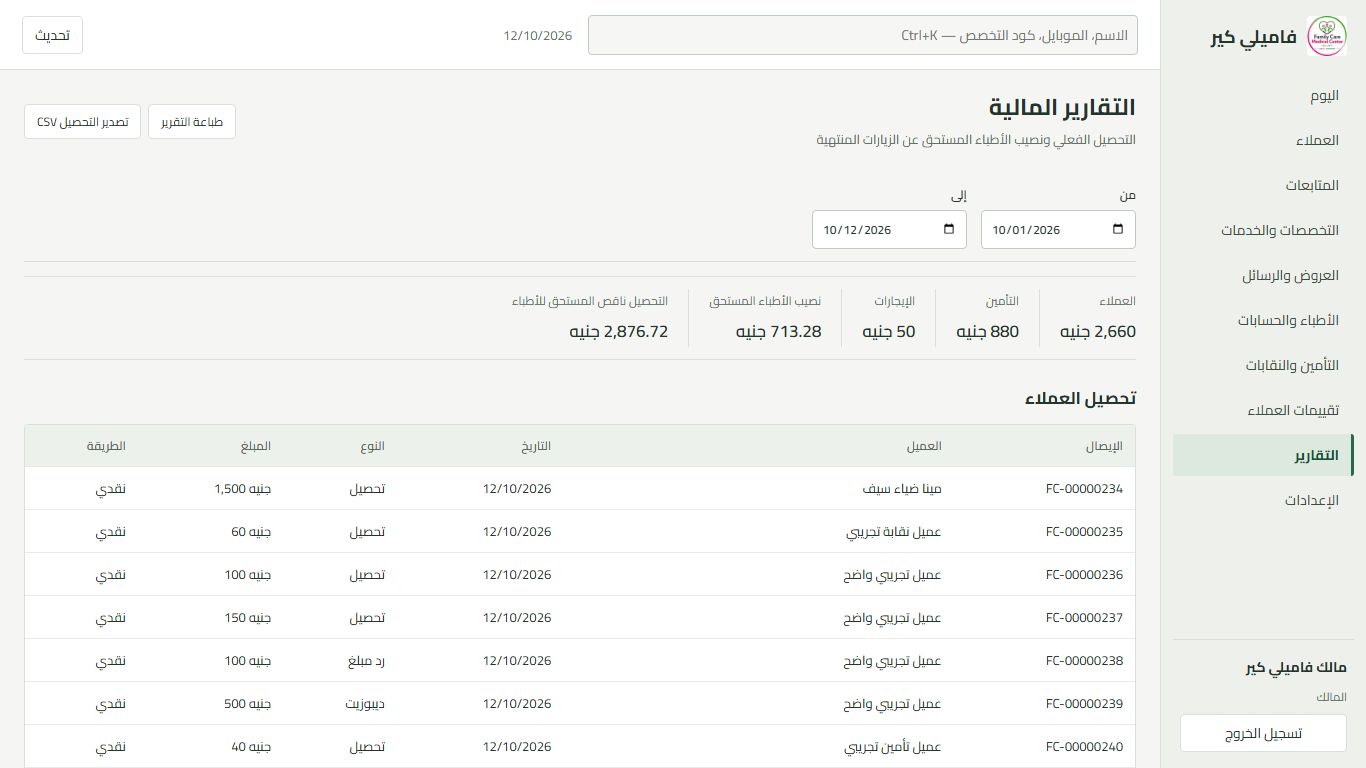 فاميلي كير
Family Care
Medical Center
اليوم
العملاء
المتابعات
التخصصات والخدمات
العروض والرسائل
الأطباء والحسابات
التأمين والنقابات
تقييمات العملاء
التقارير
الإعدادات
مالك فاميلي كير
المالك
تسجيل الخروج
الاسم، الموبايل، كود التخصص — Ctrl+K
12/10/2026
تحديث
التقارير المالية
التحصيل الفعلي ونصيب الأطباء المستحق عن الزيارات المنتهية
طباعة التقرير
تصدير التحصيل CSV
من
إلى
10/01/2026
10/12/2026
العملاء
2,660 جنيه
التأمين
880 جنيه
الإيجارات
50 جنيه
نصيب الأطباء المستحق
713.28 جنيه
التحصيل ناقص المستحق للأطباء
2,876.72 جنيه
تحصيل العملاء
الإيصال العميل التاريخ النوع المبلغ الطريقة
FC-00000234 مينا ضياء سيف 12/10/2026 تحصيل جنيه 1,500 نقدي
FC-00000235 عميل نقابة تجريبي 12/10/2026 تحصيل جنيه 60 نقدي
FC-00000236 عميل تجريبي واضح 12/10/2026 تحصيل جنيه 100 نقدي
FC-00000237 عميل تجريبي واضح 12/10/2026 تحصيل جنيه 150 نقدي
FC-00000238 عميل تجريبي واضح 12/10/2026 رد مبلغ جنيه 100 نقدي
FC-00000239 عميل تجريبي واضح 12/10/2026 ديبوزيت جنيه 500 نقدي
FC-00000240 عميل تأمين تجريبي 12/10/2026 تحصيل جنيه 40 نقدي